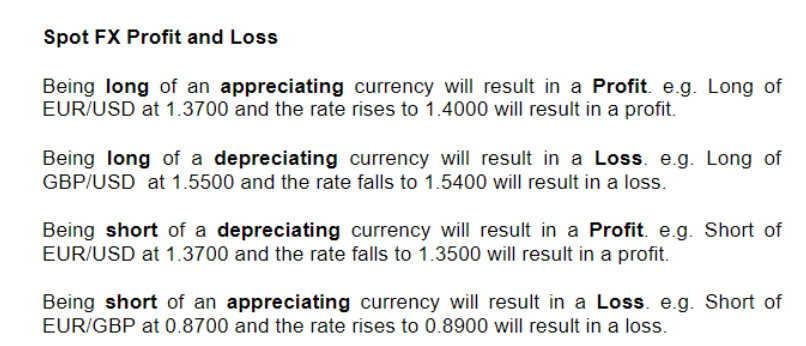 Spot FX Profit and Loss
Being long of an appreciating currency will result in a Profit. e.g. Long of
EUR/USD at 1.3700 and the rate rises to 1.4000 will result in a profit.
Being long of a depreciating currency will result in a Loss. e.g. Long of
GBP/USD at 1.5500 and the rate falls to 1.5400 will result in a loss.
Being short of a depreciating currency will result in a Profit. e.g. Short of
EUR/USD at 1.3700 and the rate falls to 1.3500 will result in a profit.
Being short of an appreciating currency will result in a Loss. e.g. Short of
EUR/GBP at 0.8700 and the rate rises to 0.8900 will result in a loss.